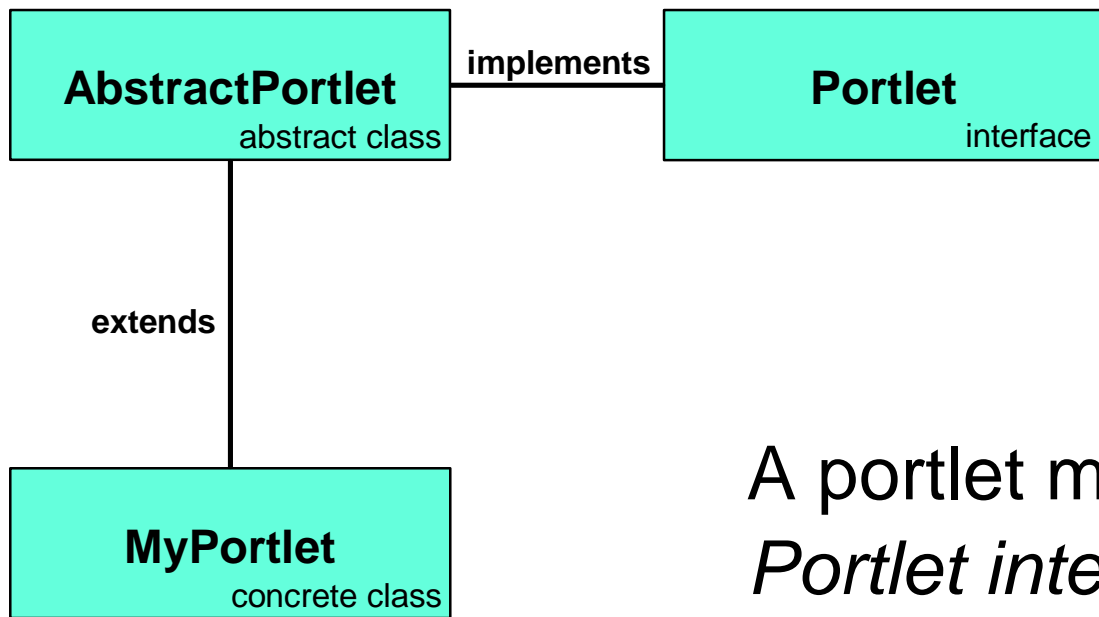 AbstractPortlet
abstract class
implements
Portlet
interface
extends
MyPortlet
concrete class
A portlet m
Portlet inte